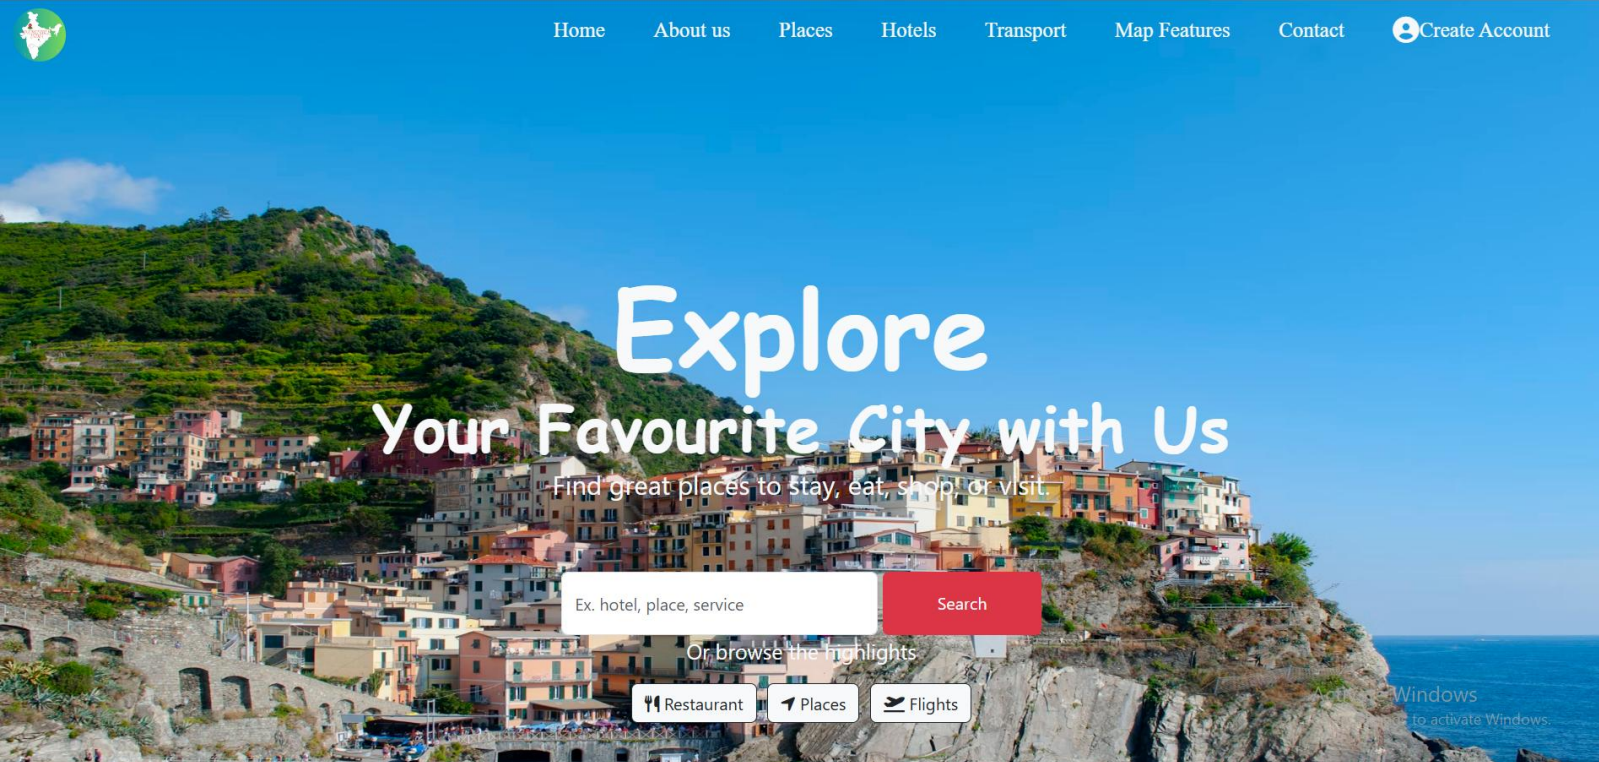 Home About us Places Hotels Transport Map Features Contact Create Account
Explore
Your Favourite City with Us
Find great places to stay, eat, shop, or visit.
Ex. hotel, place, service Search
Or browse the highlights
Restaurant Places Flights
Windows
to activate Windows.